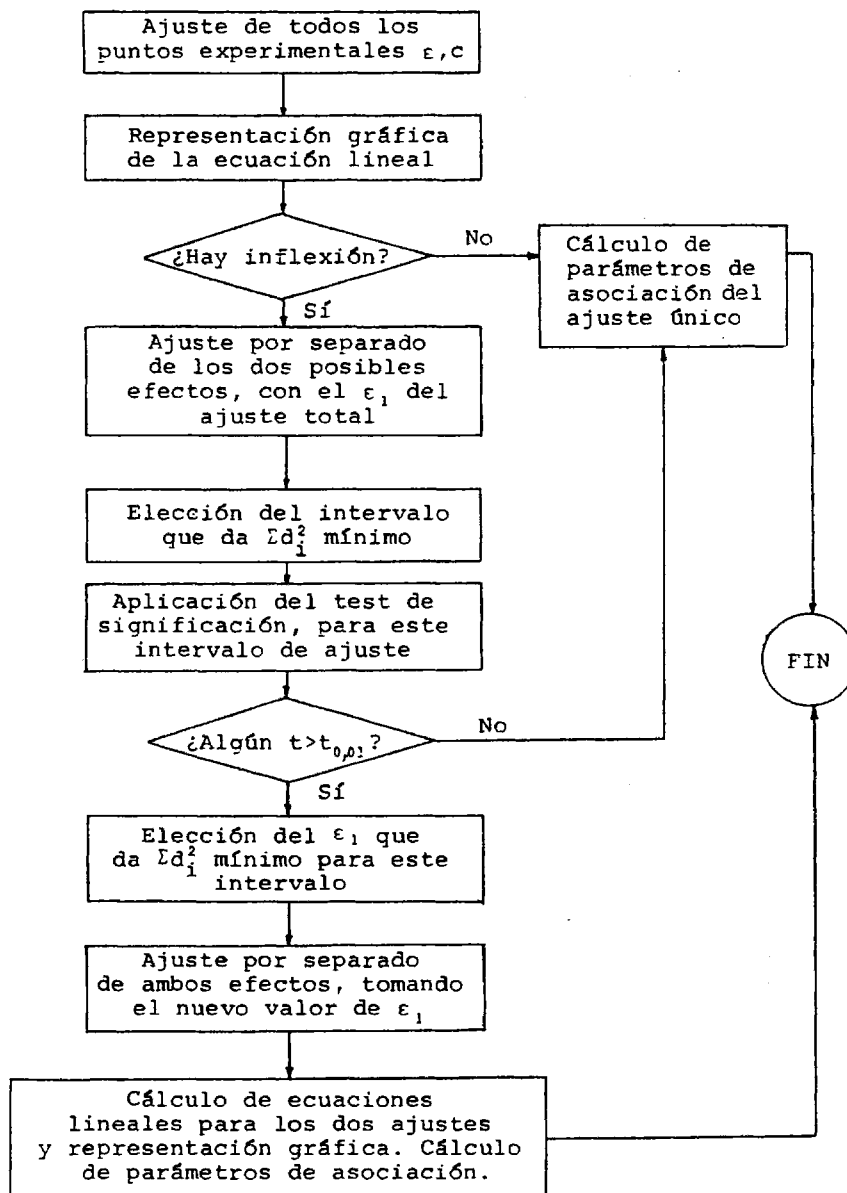 Ajuste de todos los
puntos experimentales ε,c
Representación gráfica
de la ecuación lineal
¿Hay inflexión?
No
Sí
Cálculo de
parámetros de
asociación del
ajuste único
Ajuste por separado
de los dos posibles
efectos, con el ε₁ del
ajuste total
Elección del intervalo
que da Σd²ᵢ mínimo
Aplicación del test de
significación, para este
intervalo de ajuste
FIN
¿Algún t>t₀,₀₁?
No
Sí
Elección del ε₁ que
da Σd²ᵢ mínimo para este
intervalo
Ajuste por separado
de ambos efectos, tomando
el nuevo valor de ε₁
Cálculo de ecuaciones
lineales para los dos ajustes
y representación gráfica. Cálculo
de parámetros de asociación.